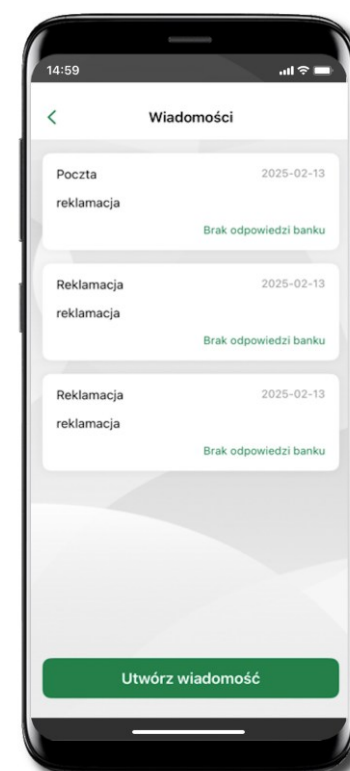 14:59
Wiadomości
Poczta 2025-02-13
reklamacja
Brak odpowiedzi banku
Reklamacja 2025-02-13
reklamacja
Brak odpowiedzi banku
Reklamacja 2025-02-13
reklamacja
Brak odpowiedzi banku
Utwórz wiadomość